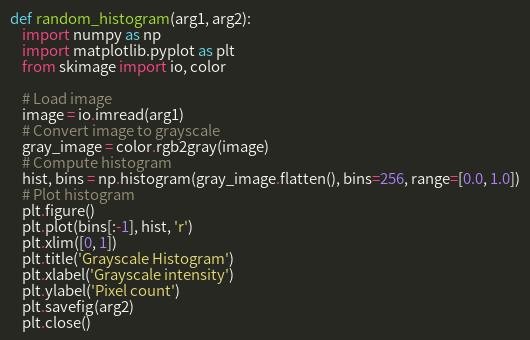 def random_histogram(arg1, arg2):
    import numpy as np
    import matplotlib.pyplot as plt
    from skimage import io, color

    # Load image
    image = io.imread(arg1)
    # Convert image to grayscale
    gray_image = color.rgb2gray(image)
    # Compute histogram
    hist, bins = np.histogram(gray_image.flatten(), bins=256, range=[0.0, 1.0])
    # Plot histogram
    plt.figure()
    plt.plot(bins[:-1], hist, 'r')
    plt.xlim([0, 1])
    plt.title('Grayscale Histogram')
    plt.xlabel('Grayscale intensity')
    plt.ylabel('Pixel count')
    plt.savefig(arg2)
    plt.close()